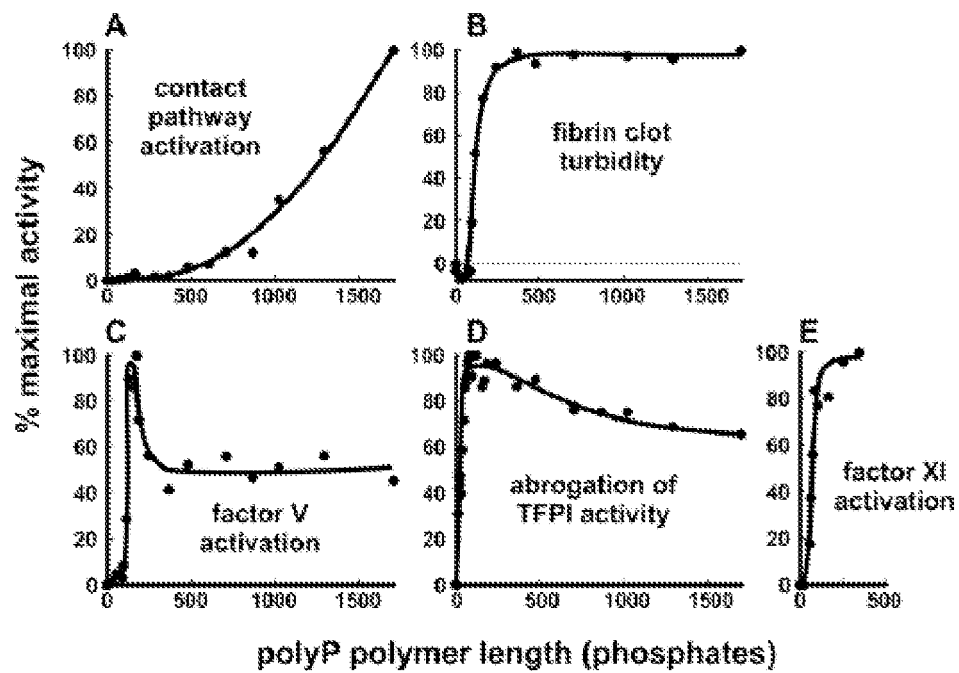 A
B
100
80
60
40
20
0
contact
pathway
activation
0
500
1000
1500
100
80
60
40
20
0
fibrin clot
turbidity
0
500
1000
1500
% maximal activity
C
D
E
100
80
60
40
20
0
factor V
activation
0
500
1000
1500
100
80
60
40
20
0
abrogation of
TFPI activity
0
500
1000
1500
100
80
60
40
20
0
factor XI
activation
0
500
polyP polymer length (phosphates)